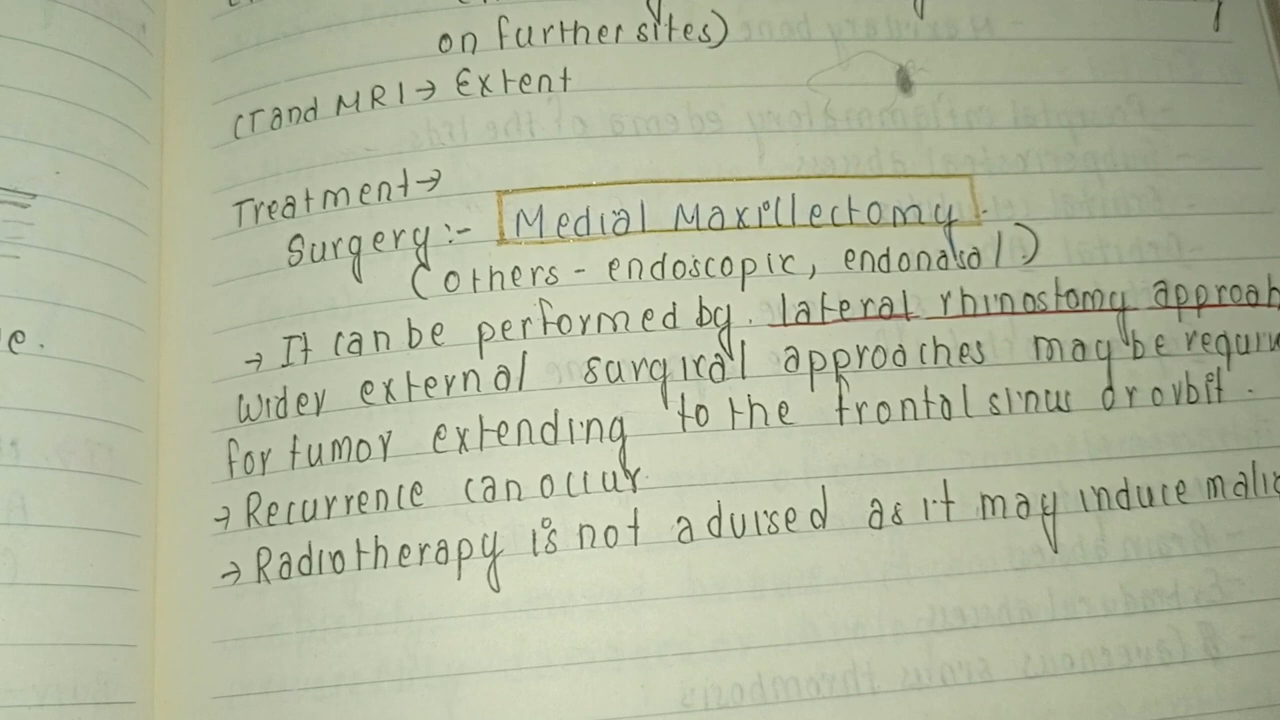 on further sites)
CT and MRI → Extent
Treatment →
Surgery:- Medial Maxillectomy.
(others - endoscopic, endonasal)
→ It can be performed by lateral rhinostomy approah
wider external surgical approaches may be requir
for tumor extending to the frontal sinus or orbit.
→ Recurrence can occur.
→ Radiotherapy is not advised as it may induce malig
e.